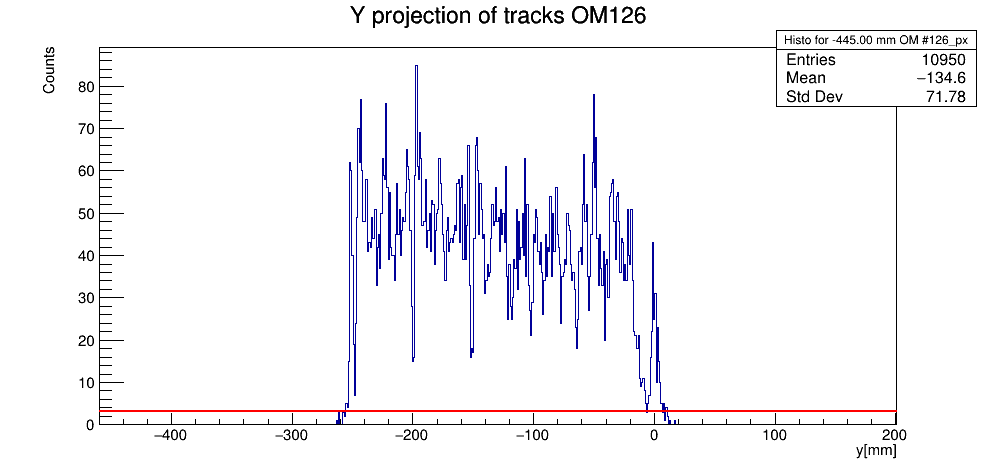 Y projection of tracks OM126
Histo for -445.00 mm OM #126_px
Entries 10950
Mean −134.6
Std Dev 71.78
Counts
80
70
60
50
40
30
20
10
0
−400 −300 −200 −100 0 100 200
y[mm]